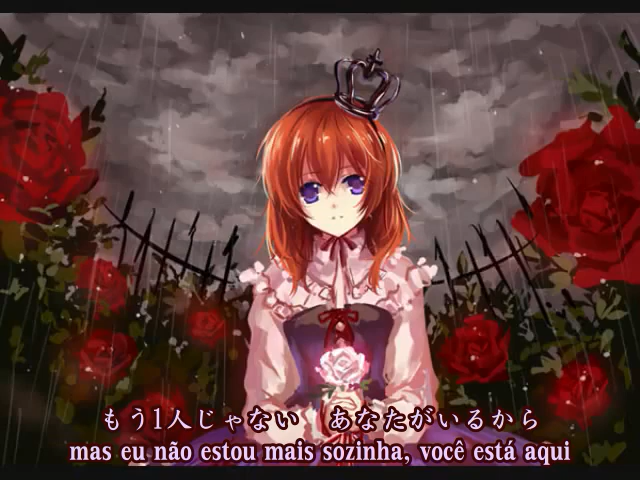 もう1人じゃない　あなたがいるから
mas eu não estou mais sozinha, você está aqui